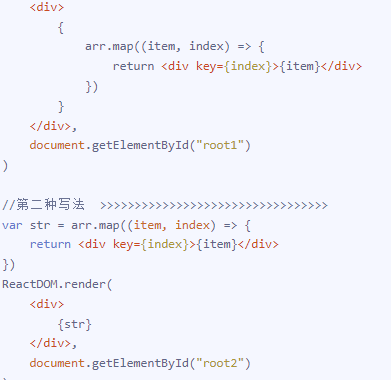 <div>
{
arr.map((item, index) => {
return <div key={index}>{item}</div>
})
}
</div>,
document.getElementById("root1")
)
//第二种写法 >>>>>>>>>>>>>>>>>>>>>>>>>>>>>>>>>
var str = arr.map((item, index) => {
return <div key={index}>{item}</div>
})
ReactDOM.render(
<div>
{str}
</div>,
document.getElementById("root2")